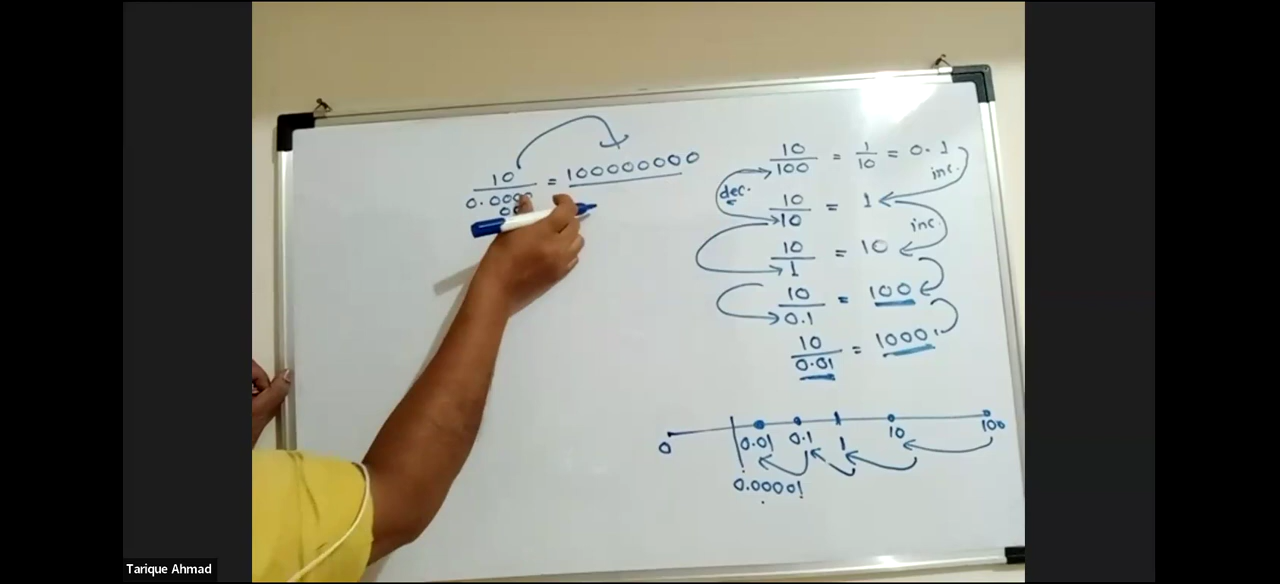 10/0.0000 00 = 100000000
10/100 = 1/10 = 0.1
inc.
dec.
10/10 = 1
inc.
10/1 = 10
10/0.1 = 100
10/0.01 = 1000
0 0.01 0.1 1 10 100
0.00001
Tarique Ahmad